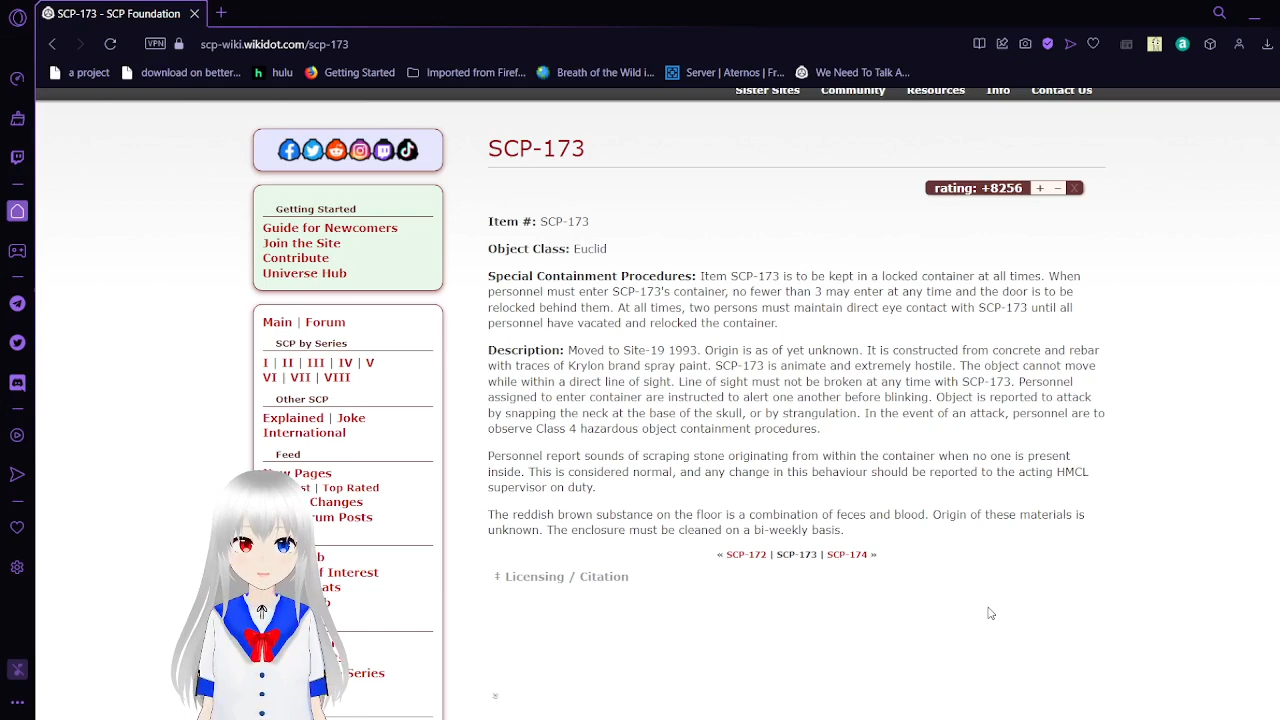 SCP-173 - SCP Foundation
VPN
scp-wiki.wikidot.com/scp-173
a project
download on better...
h hulu
Getting Started
Imported from Firef...
Breath of the Wild i...
Server | Aternos | Fr...
We Need To Talk A...
Sister Sites Community Resources Info Contact Us
SCP-173
rating: +8256 + − X
Getting Started
Guide for Newcomers
Join the Site
Contribute
Universe Hub
Main | Forum
SCP by Series
I | II | III | IV | V
VI | VII | VIII
Other SCP
Explained | Joke
International
Feed
Pages
| Top Rated
Changes
Posts
of Interest
Series
Item #: SCP-173
Object Class: Euclid
Special Containment Procedures: Item SCP-173 is to be kept in a locked container at all times. When
personnel must enter SCP-173's container, no fewer than 3 may enter at any time and the door is to be
relocked behind them. At all times, two persons must maintain direct eye contact with SCP-173 until all
personnel have vacated and relocked the container.
Description: Moved to Site-19 1993. Origin is as of yet unknown. It is constructed from concrete and rebar
with traces of Krylon brand spray paint. SCP-173 is animate and extremely hostile. The object cannot move
while within a direct line of sight. Line of sight must not be broken at any time with SCP-173. Personnel
assigned to enter container are instructed to alert one another before blinking. Object is reported to attack
by snapping the neck at the base of the skull, or by strangulation. In the event of an attack, personnel are to
observe Class 4 hazardous object containment procedures.
Personnel report sounds of scraping stone originating from within the container when no one is present
inside. This is considered normal, and any change in this behaviour should be reported to the acting HMCL
supervisor on duty.
The reddish brown substance on the floor is a combination of feces and blood. Origin of these materials is
unknown. The enclosure must be cleaned on a bi-weekly basis.
« SCP-172 | SCP-173 | SCP-174 »
‡ Licensing / Citation